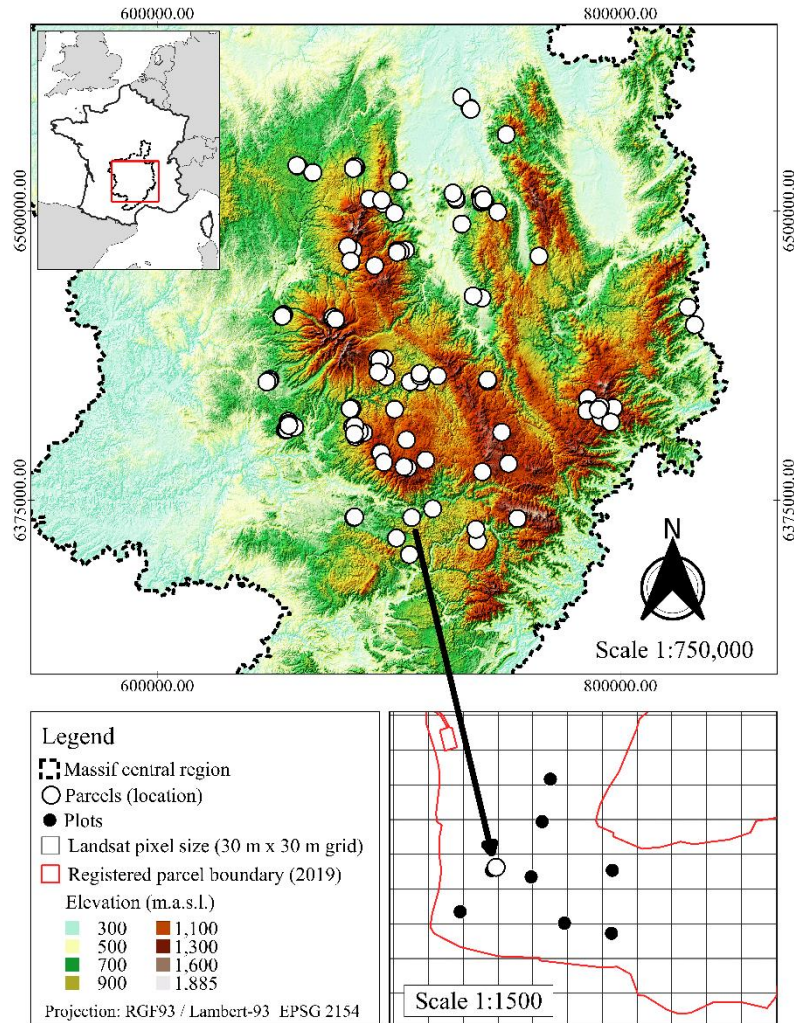 600000.00 800000.00
6500000.00 6500000.00
6375000.00 6375000.00
N
Scale 1:750,000
600000.00 800000.00
Legend
Massif central region
Parcels (location)
Plots
Landsat pixel size (30 m x 30 m grid)
Registered parcel boundary (2019)
Elevation (m.a.s.l.)
300 1,100
500 1,300
700 1,600
900 1.885
Projection: RGF93 / Lambert-93 EPSG 2154
Scale 1:1500